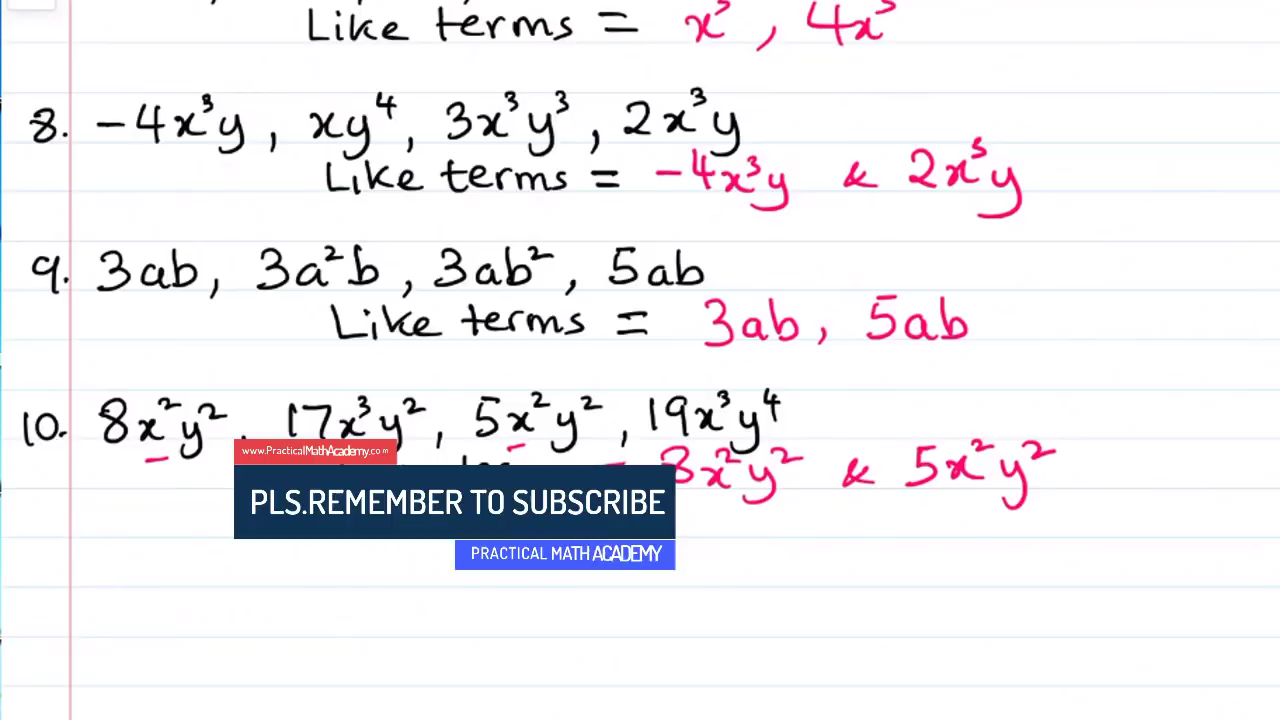 Like terms = x³, 4x³
8. -4x³y, xy⁴, 3x³y³, 2x³y
Like terms = -4x³y & 2x³y
9. 3ab, 3a²b, 3ab², 5ab
Like terms = 3ab, 5ab
10. 8x²y², 17x³y², 5x²y², 19x³y⁴
= 8x²y² & 5x²y²
www.PracticalMathAcademy.com
PLS.REMEMBER TO SUBSCRIBE
PRACTICAL MATH ACADEMY